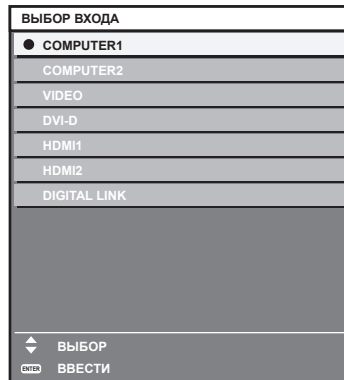 ВЫБОР ВХОДА
COMPUTER1
COMPUTER2
VIDEO
DVI-D
HDMI1
HDMI2
DIGITAL LINK
ВЫБОР
ENTER ВВЕСТИ